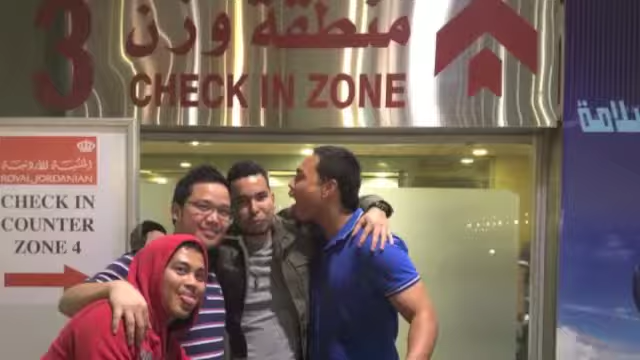 3
منطقة وزن
CHECK IN ZONE
الملكية الأردنية
ROYAL JORDANIAN
CHECK IN
COUNTER
ZONE 4